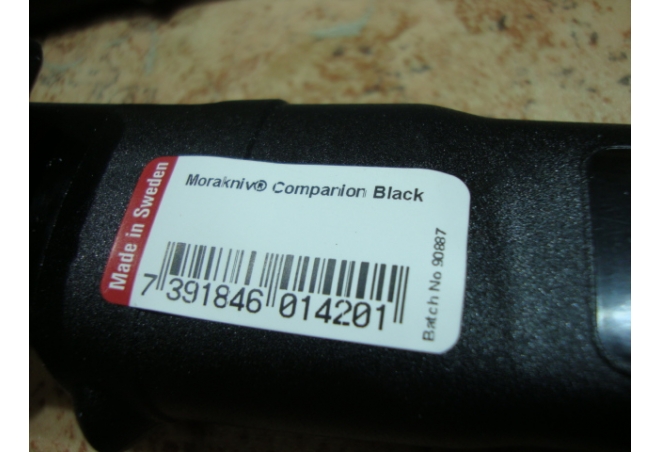 Made in Sweden
Morakniv® Companion Black
7 391846 014201
Batch No 90887